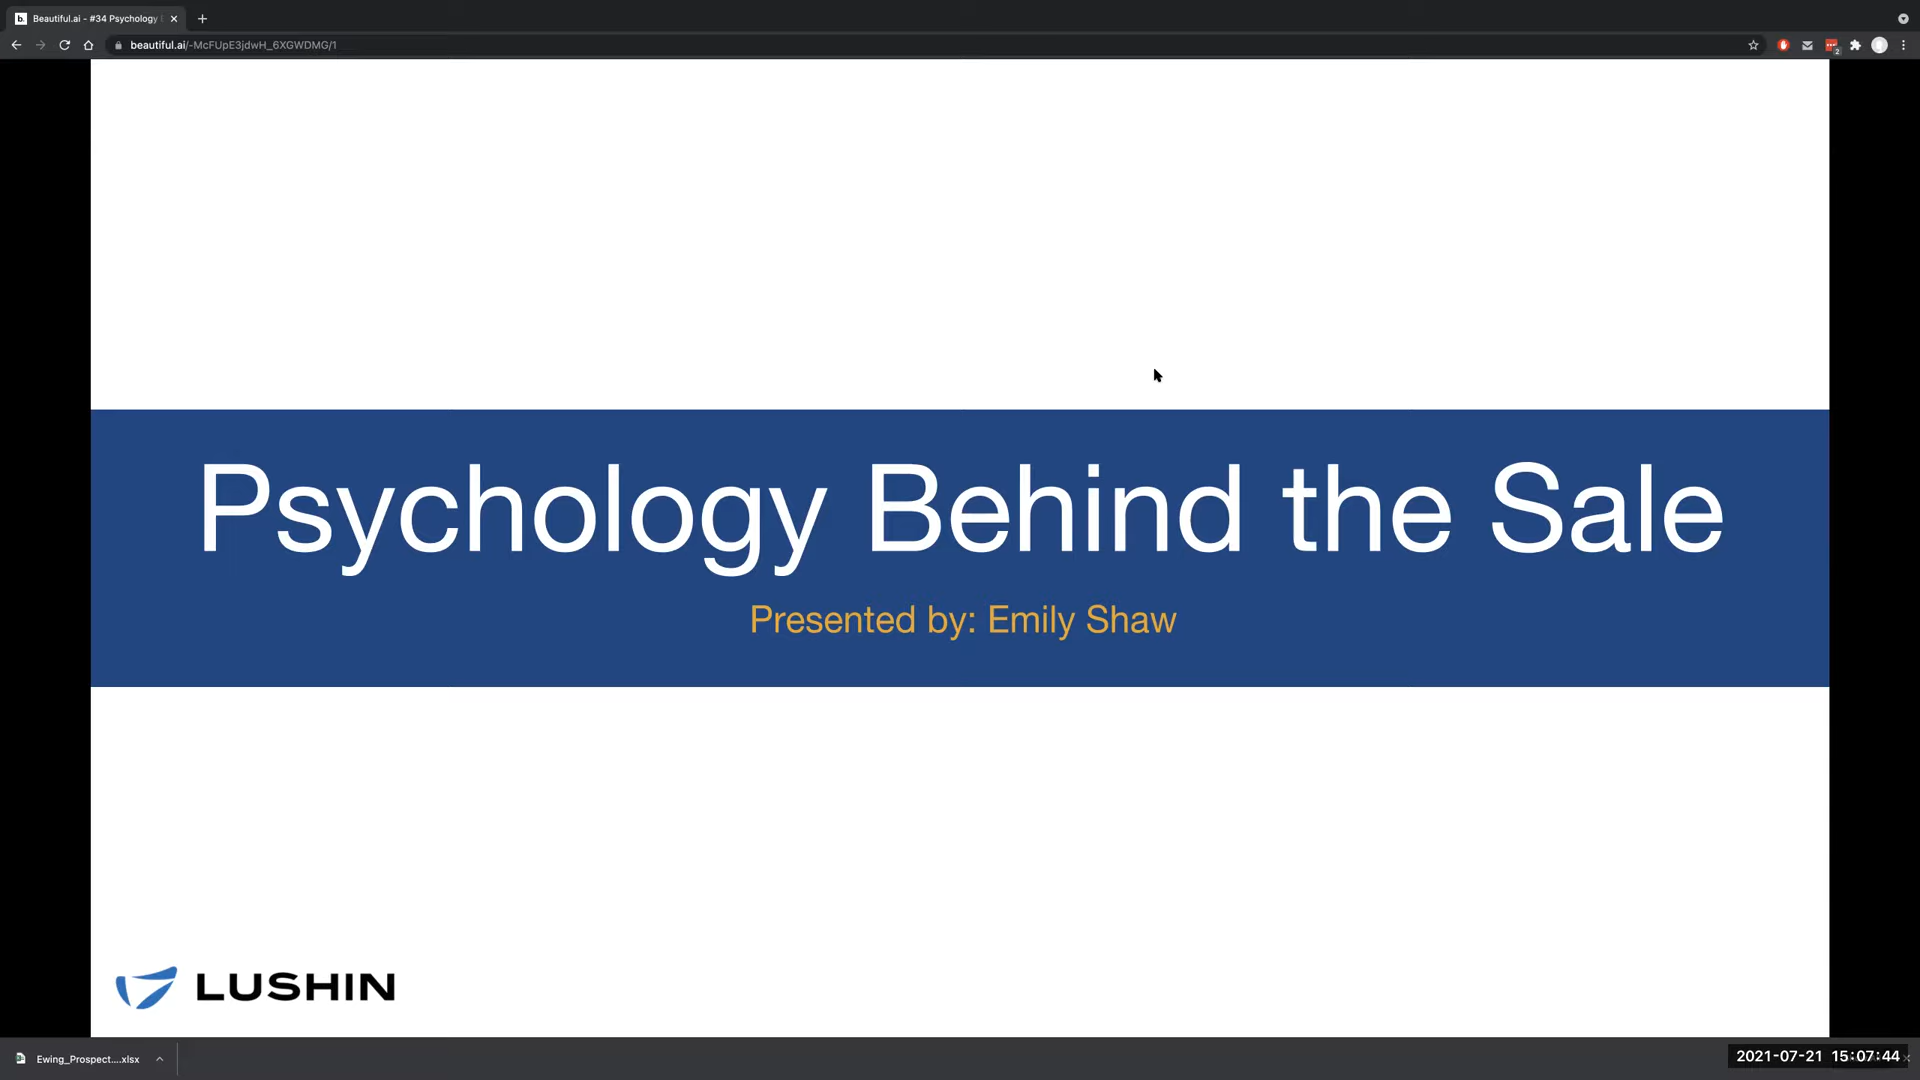 Beautiful.ai - #34 Psychology
beautiful.ai/-McFUpE3jdwH_6XGWDMG/1
2
Psychology Behind the Sale
Presented by: Emily Shaw
LUSHIN
Ewing_Prospect....xlsx
2021-07-21 15:07:44